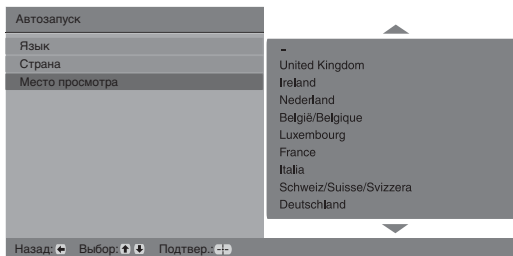 Автозапуск
Язык
Страна
Место просмотра
-
United Kingdom
Ireland
Nederland
België/Belgique
Luxembourg
France
Italia
Schweiz/Suisse/Svizzera
Deutschland
Назад: Выбор: Подтвер.: